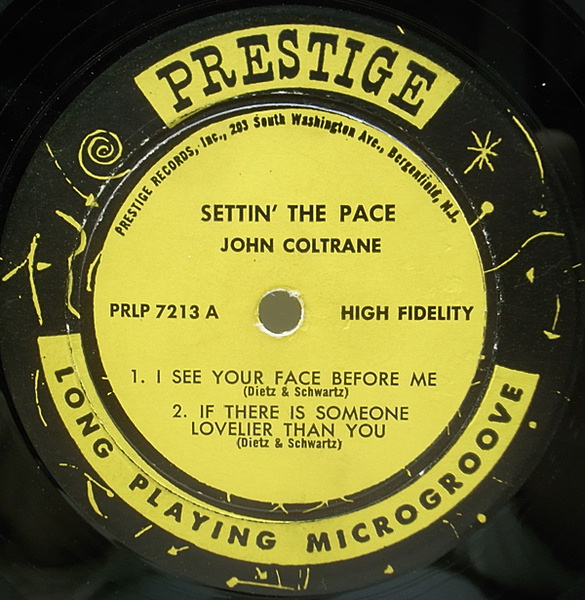 PRESTIGE
PRESTIGE RECORDS, Inc., 203 South Washington Ave., Bergenfield, N.J.
SETTIN' THE PACE
JOHN COLTRANE
PRLP 7213 A
HIGH FIDELITY
1. I SEE YOUR FACE BEFORE ME
(Dietz & Schwartz)
2. IF THERE IS SOMEONE
LOVELIER THAN YOU
(Dietz & Schwartz)
LONG PLAYING MICROGROOVE